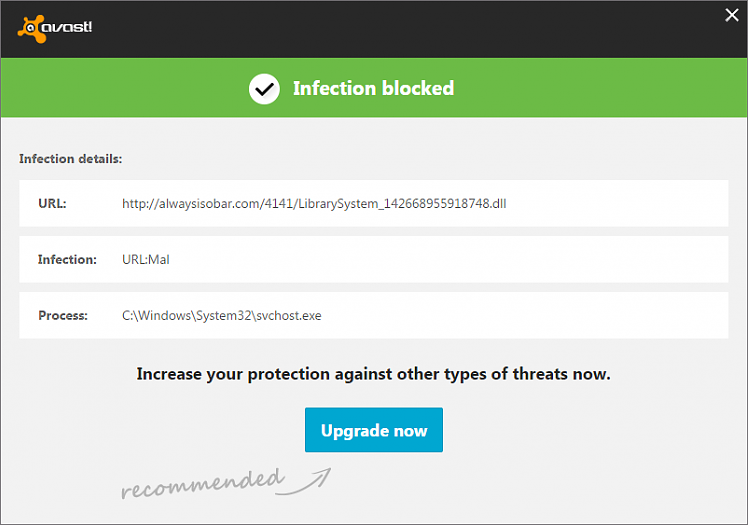 avast!
Infection blocked
Infection details:
URL: http://alwaysisobar.com/4141/LibrarySystem_142668955918748.dll
Infection: URL:Mal
Process: C:\Windows\System32\svchost.exe
Increase your protection against other types of threats now.
Upgrade now
recommended